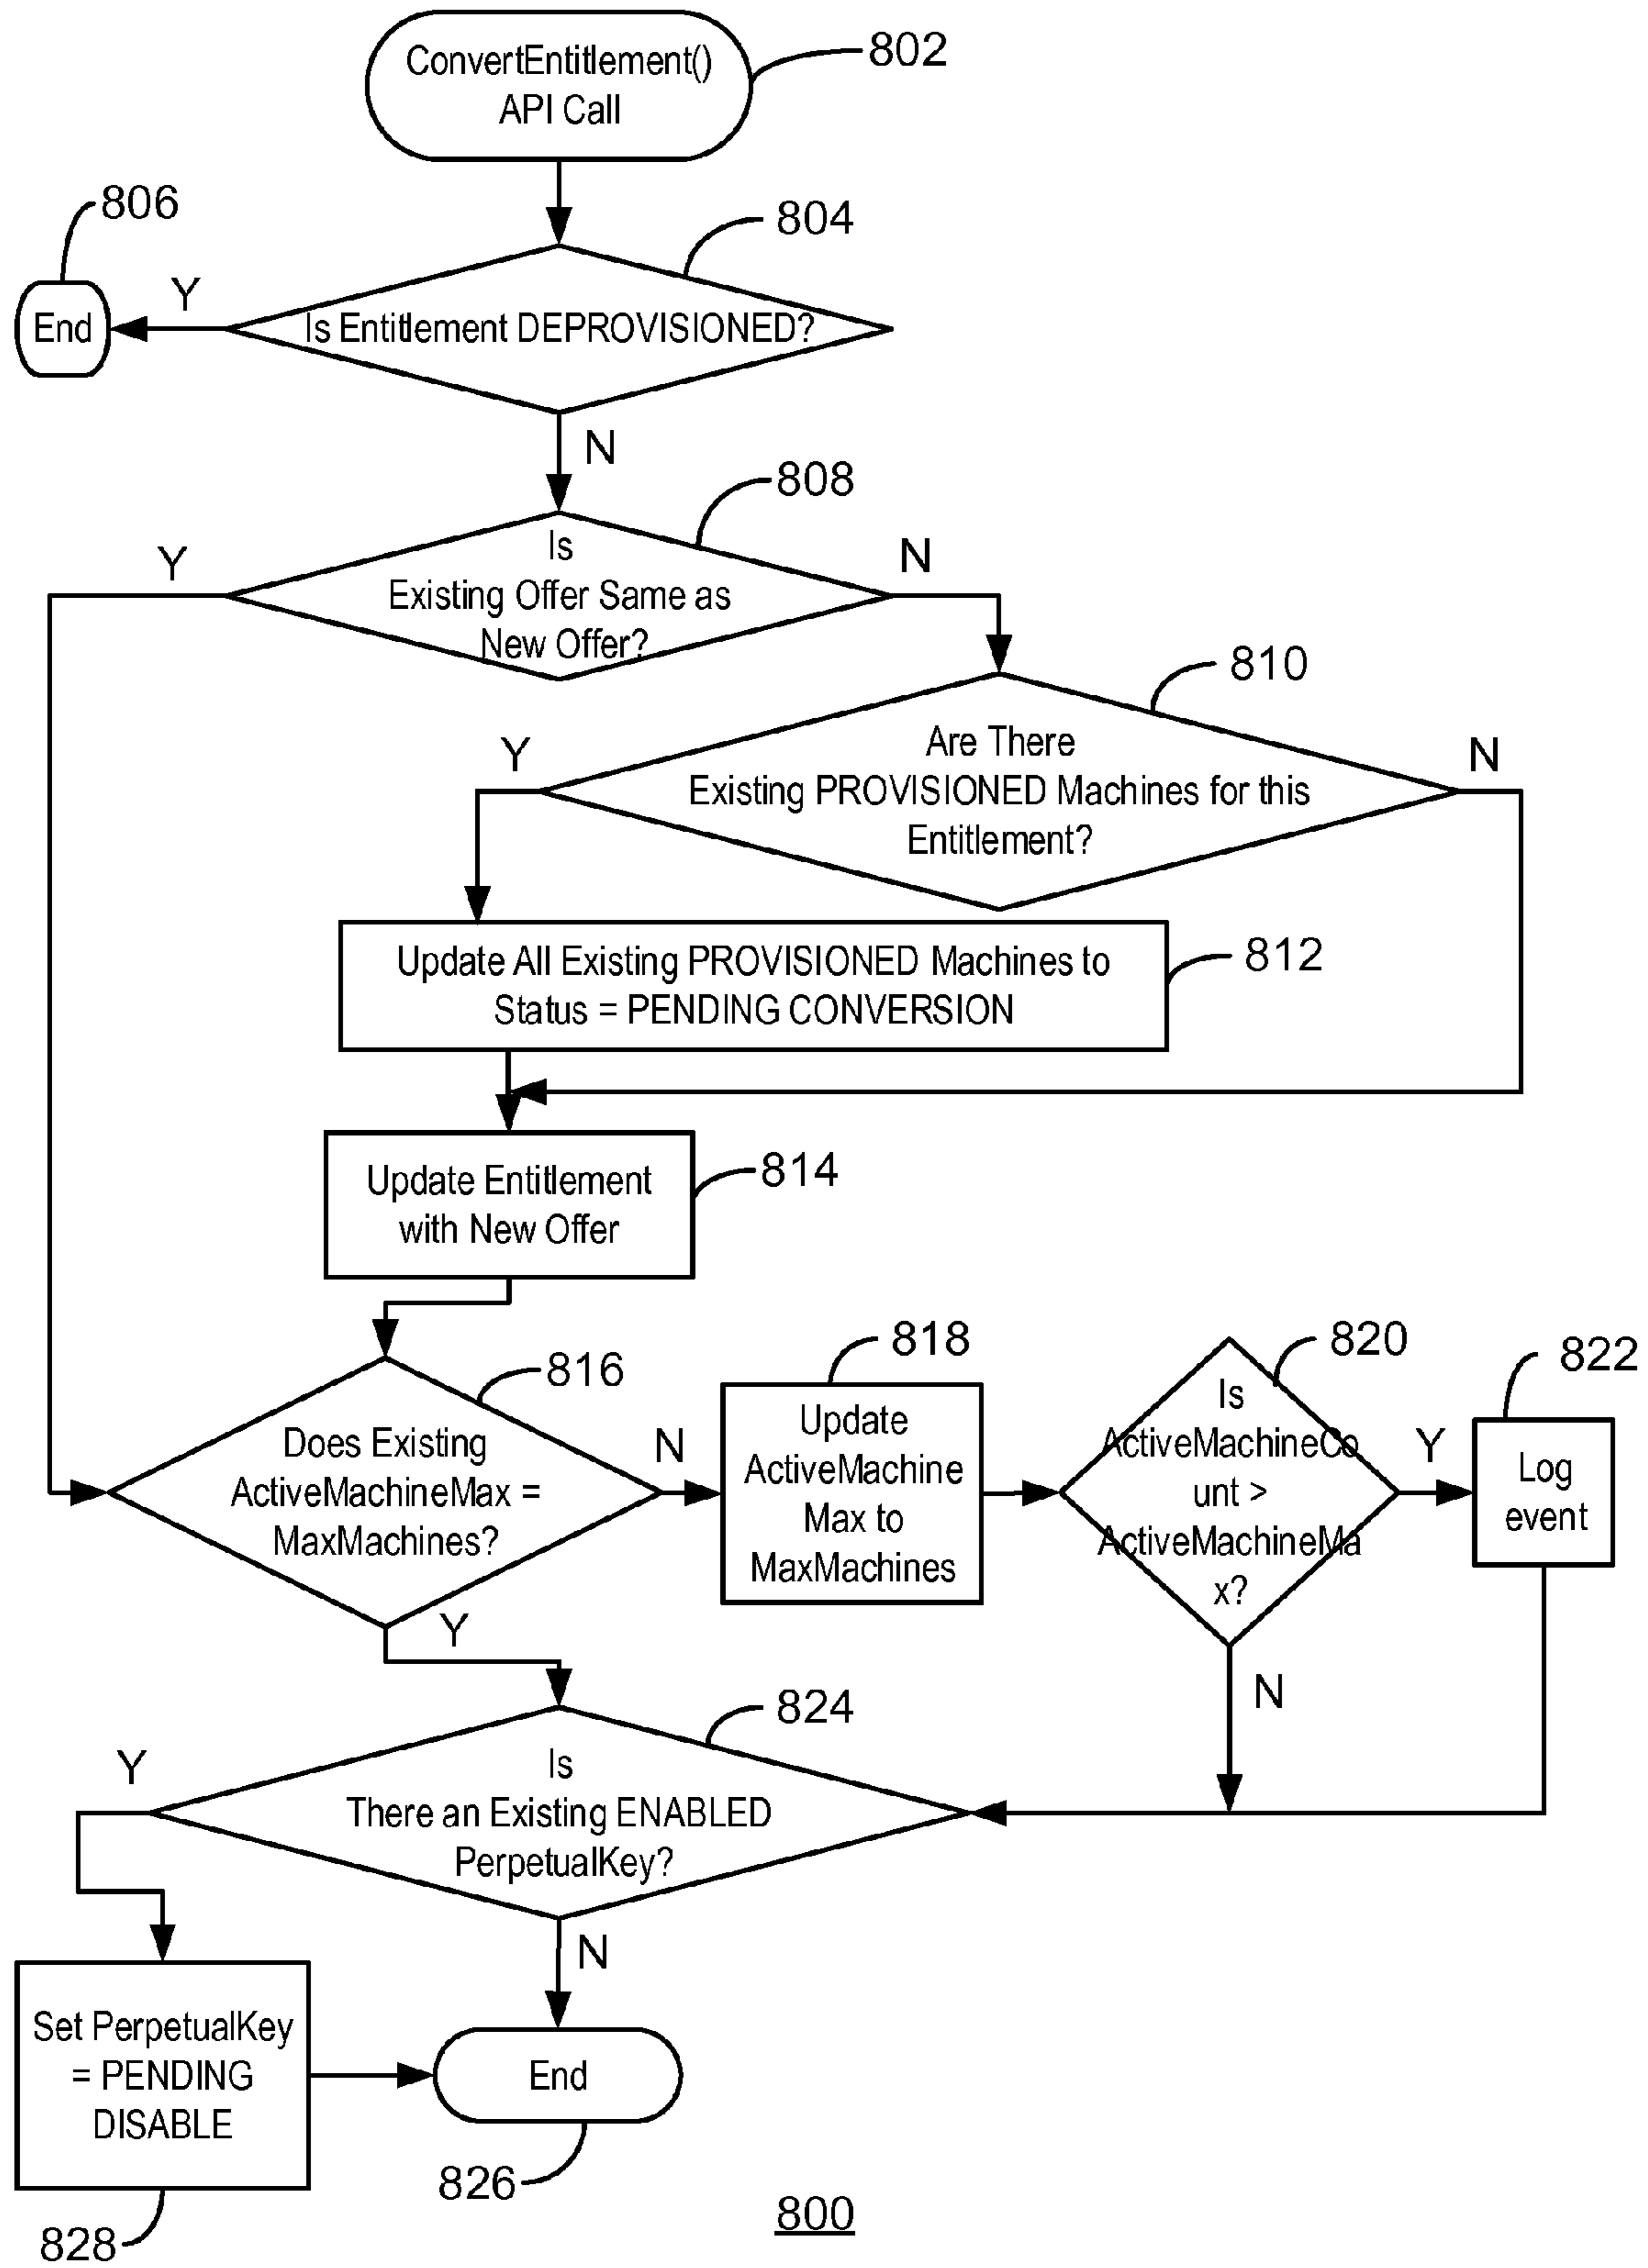 ConvertEntitlement()
API Call
802
806
804
Y
End
Is Entitlement DEPROVISIONED?
N
808
Y
Is
Existing Offer Same as
New Offer?
N
810
Y
Are There
Existing PROVISIONED Machines for this
Entitlement?
N
Update All Existing PROVISIONED Machines to
Status = PENDING CONVERSION
812
Update Entitlement
with New Offer
814
816
Does Existing
ActiveMachineMax =
MaxMachines?
N
Y
818
Update
ActiveMachine
Max to
MaxMachines
820
Is
ActiveMachineCo
unt >
ActiveMachineMa
x?
Y
N
822
Log
event
824
Y
Is
There an Existing ENABLED
PerpetualKey?
N
Set PerpetualKey
= PENDING
DISABLE
End
826
828
800